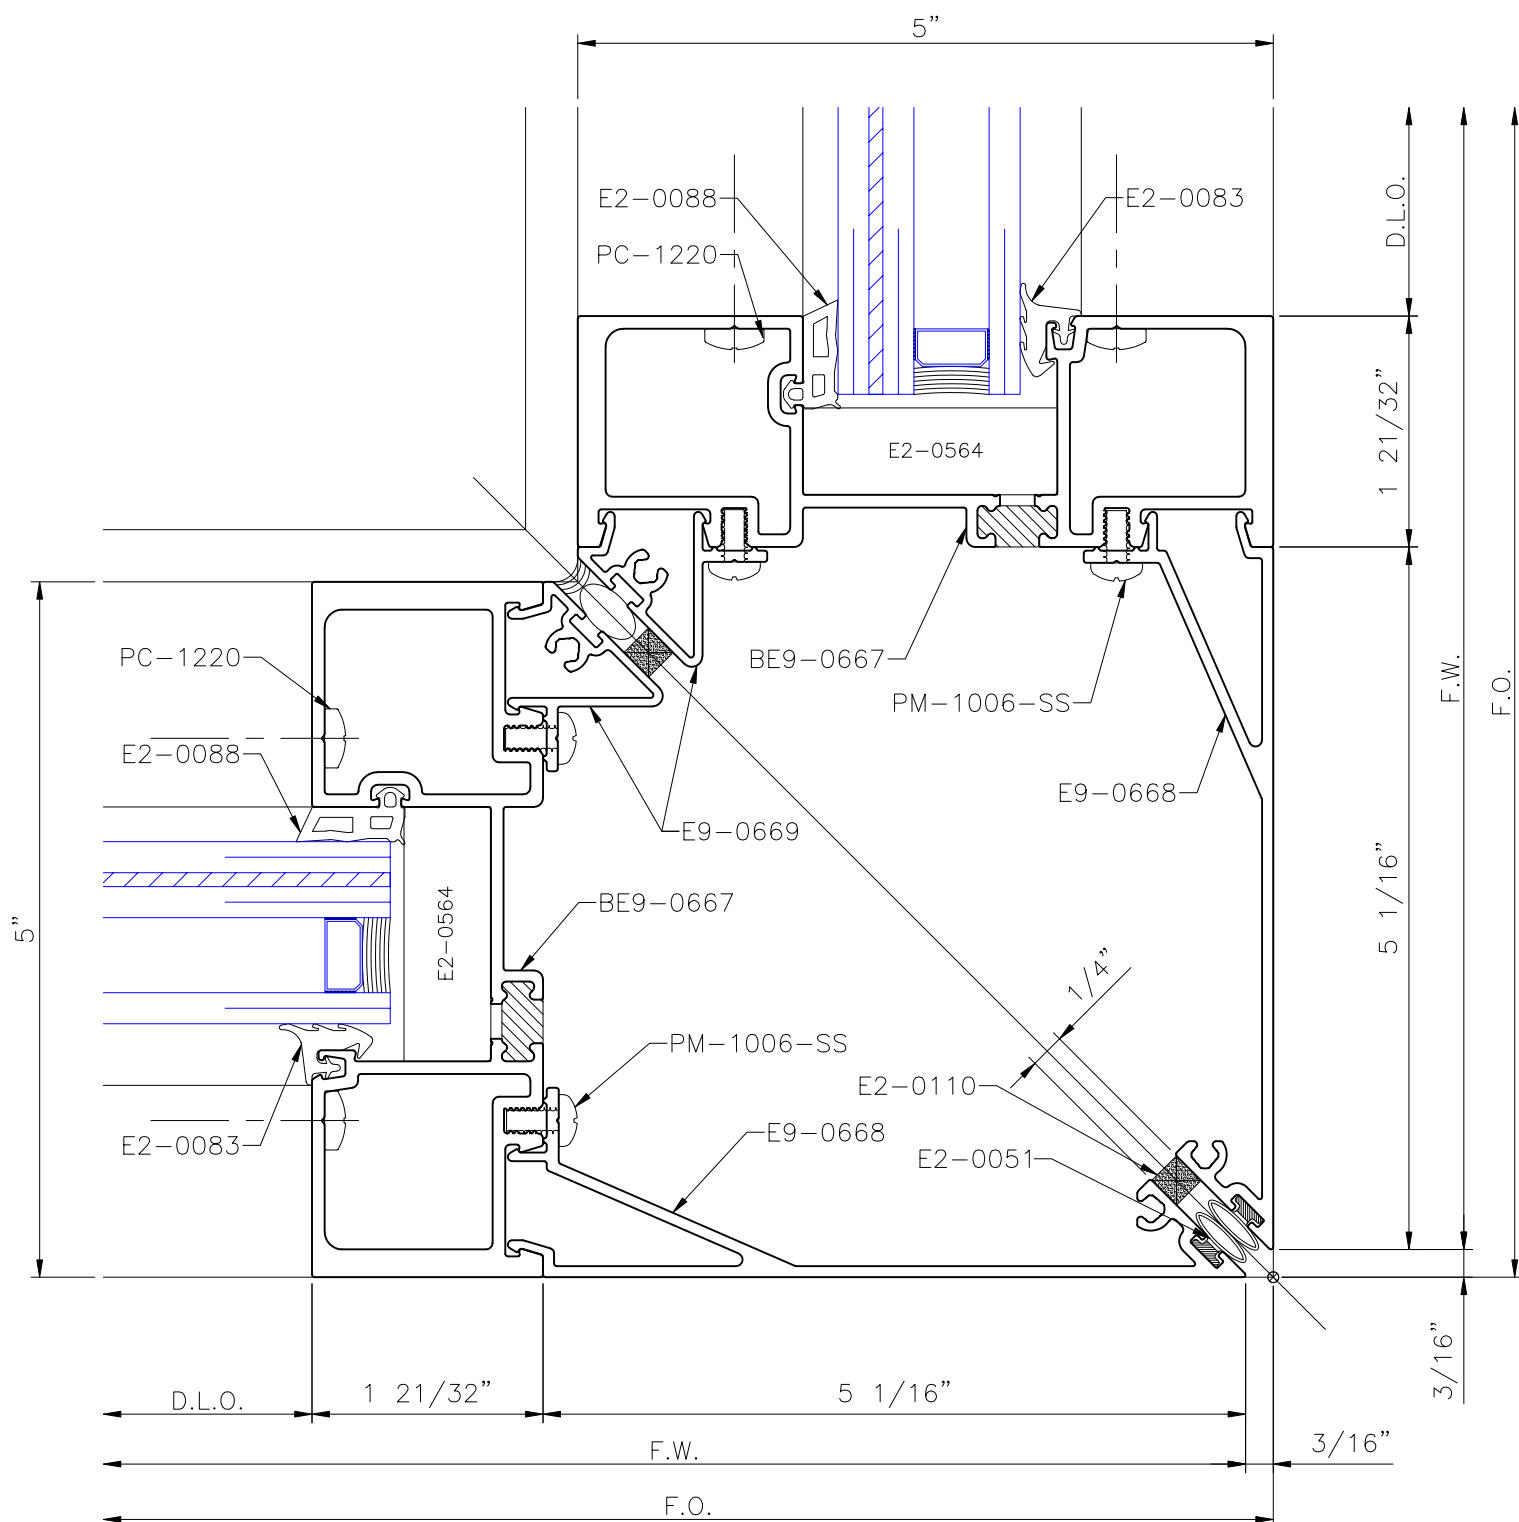 5”
E2-0088
E2-0083
PC-1220
D.L.O.
1 21/32”
E2-0564
PC-1220
BE9-0667
PM-1006-SS
F.W.
F.O.
E2-0088
E9-0668
E9-0669
5”
E2-0564
BE9-0667
5 1/16”
1/4”
PM-1006-SS
E2-0110
E2-0083
E9-0668
E2-0051
3/16”
D.L.O.
1 21/32”
5 1/16”
3/16”
F.W.
F.O.